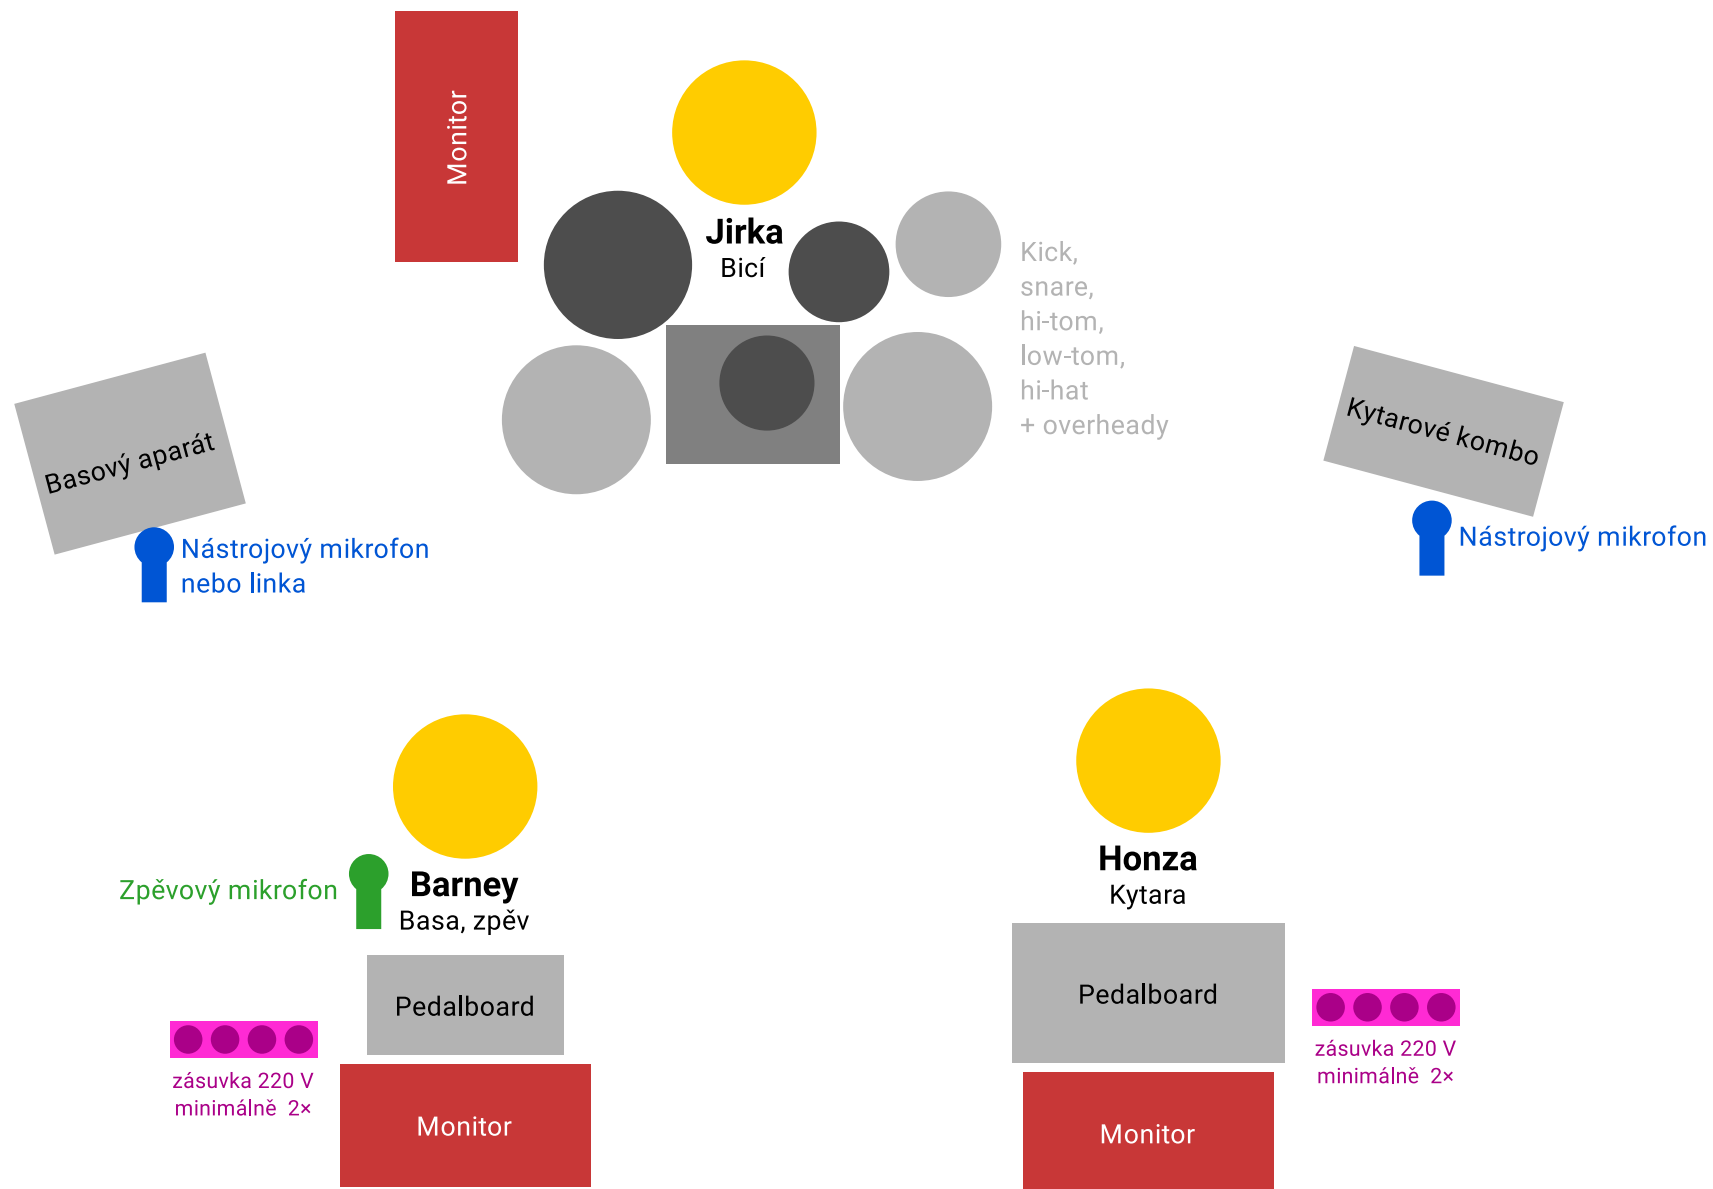 Monitor
Jirka
Bicí
Kick,
snare,
hi-tom,
low-tom,
hi-hat
+ overheady
Basový aparát
Nástrojový mikrofon
nebo linka
Kytarové kombo
Nástrojový mikrofon
Zpěvový mikrofon
Barney
Basa, zpěv
Pedalboard
zásuvka 220 V
minimálně 2×
Monitor
Honza
Kytara
Pedalboard
zásuvka 220 V
minimálně 2×
Monitor